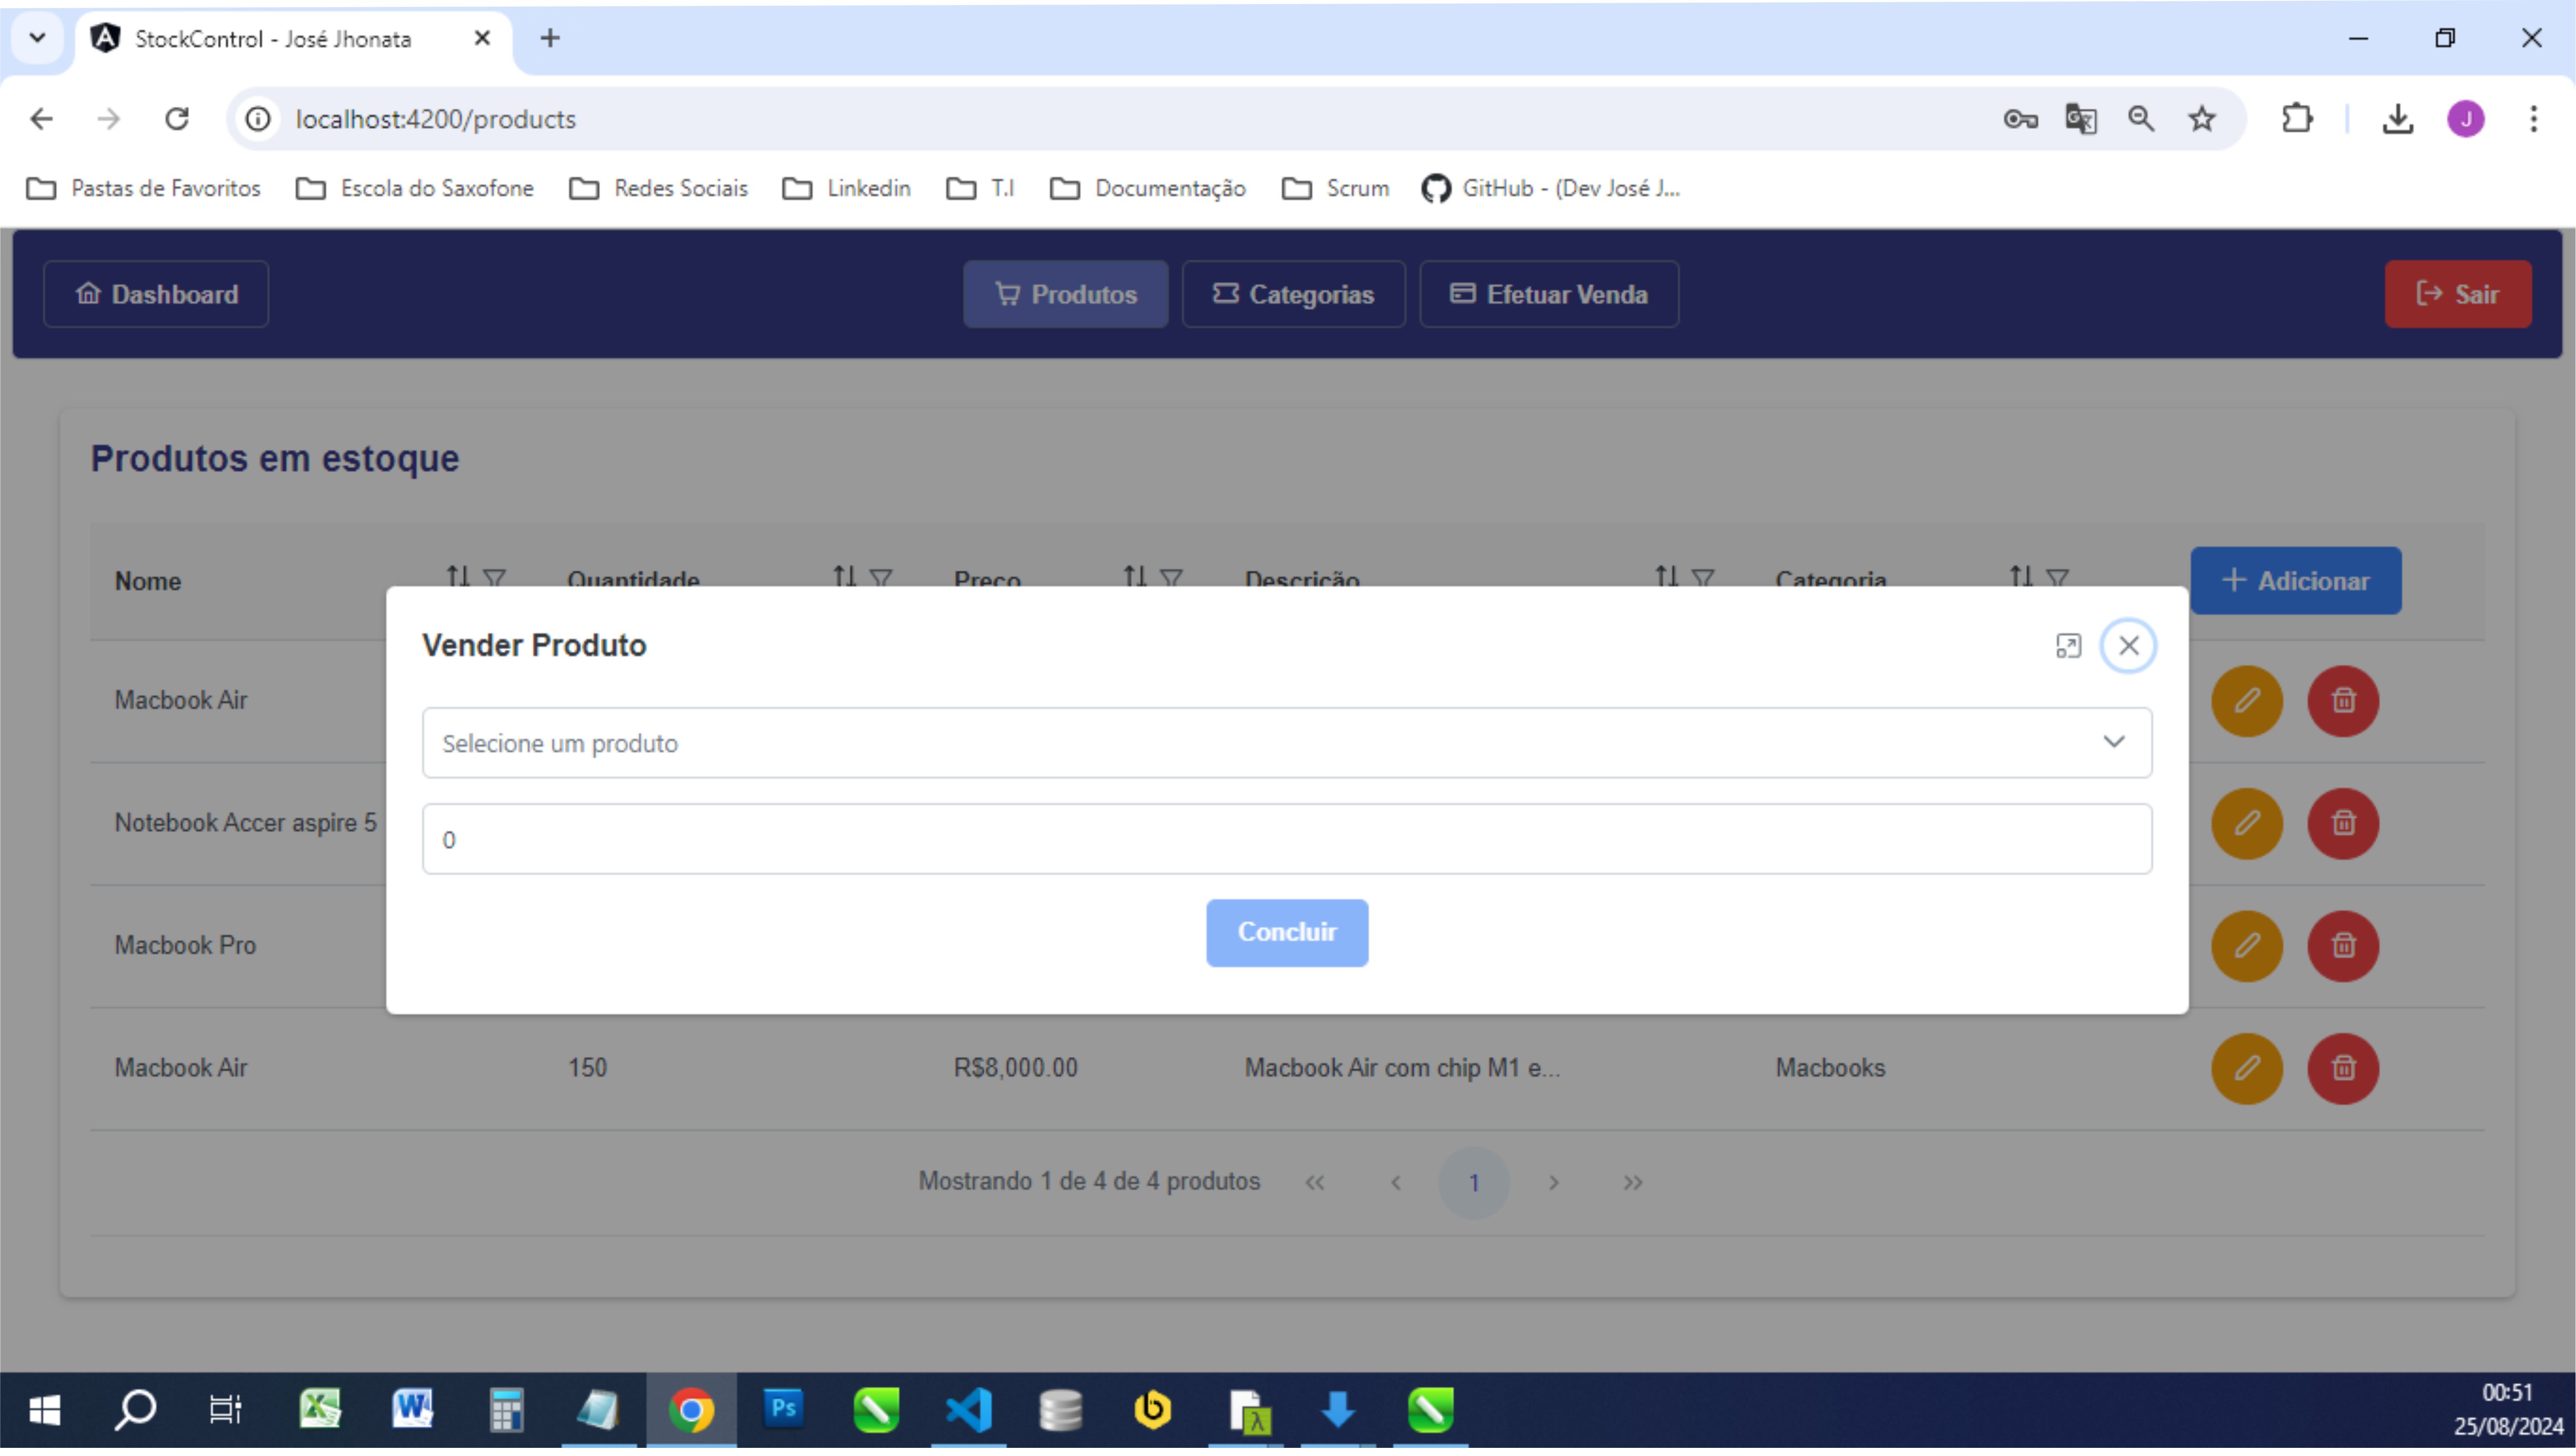 StockControl - José Jhonata
localhost:4200/products
J
Pastas de Favoritos Escola do Saxofone Redes Sociais Linkedin T.I Documentação Scrum GitHub - (Dev José J...
Dashboard Produtos Categorias Efetuar Venda Sair
Produtos em estoque
Nome Quantidade Preço Descrição Categoria Adicionar
Vender Produto
Macbook Air
Selecione um produto
Notebook Accer aspire 5
0
Concluir
Macbook Pro
Macbook Air 150 R$8,000.00 Macbook Air com chip M1 e... Macbooks
Mostrando 1 de 4 de 4 produtos << < 1 > >>
Ps
00:51
25/08/2024